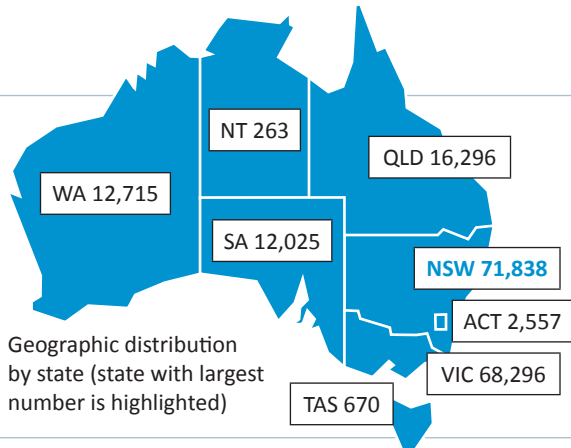 NT 263
QLD 16,296
WA 12,715
SA 12,025
NSW 71,838
ACT 2,557
Geographic distribution
by state (state with largest
number is highlighted)
VIC 68,296
TAS 670